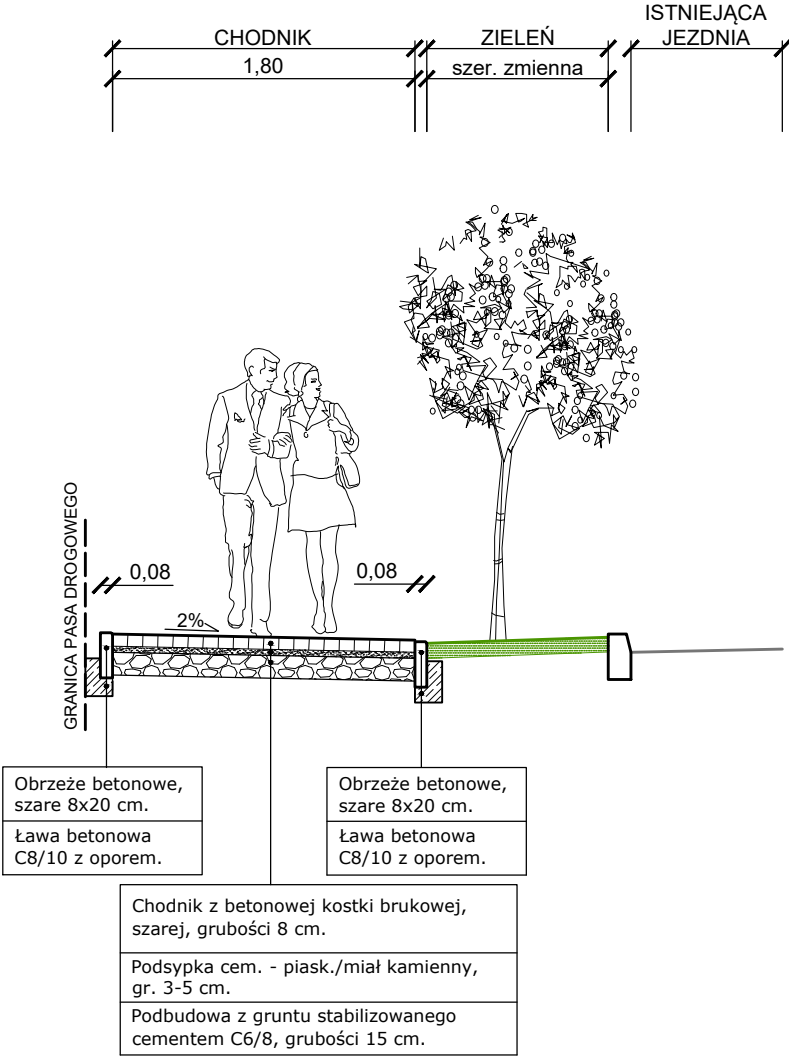 ISTNIEJĄCA
CHODNIK ZIELEŃ JEZDNIA
1,80 szer. zmienna
GRANICA PASA DROGOWEGO
0,08 0,08
2%
Obrzeże betonowe,
szare 8x20 cm.
Ława betonowa
C8/10 z oporem.
Obrzeże betonowe,
szare 8x20 cm.
Ława betonowa
C8/10 z oporem.
Chodnik z betonowej kostki brukowej,
szarej, grubości 8 cm.
Podsypka cem. - piask./miał kamienny,
gr. 3-5 cm.
Podbudowa z gruntu stabilizowanego
cementem C6/8, grubości 15 cm.